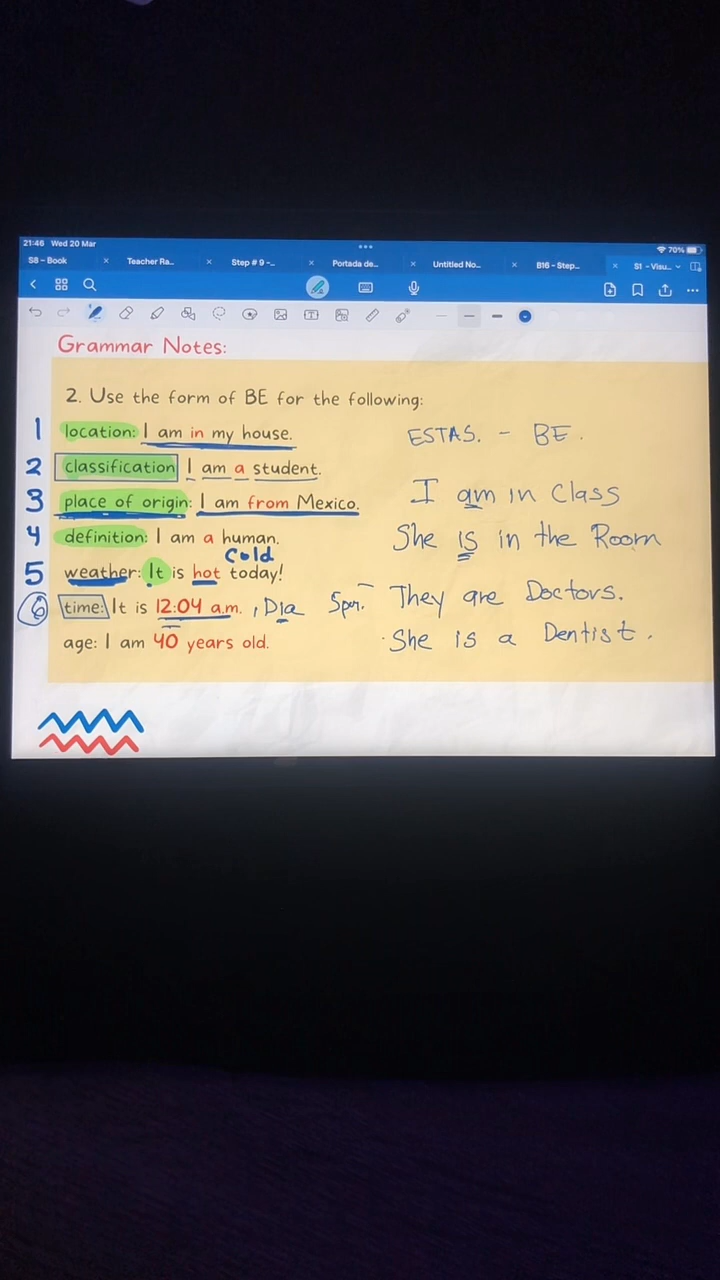 21:46 Wed 20 Mar
70%
S8 - Book
Teacher Ra...
Step # 9 -...
Portada de...
Untitled No...
B16 - Step...
S1 - Visu...
Grammar Notes:
2. Use the form of BE for the following:
1 location: I am in my house. ESTAS. - BE.
2 classification I am a student.
3 place of origin: I am from Mexico. I am in Class
4 definition: I am a human. She is in the Room
Cold
5 weather: It is hot today!
6 time: It is 12:04 a.m., Dia 5pm. They are Doctors.
age: I am 40 years old. She is a Dentist.